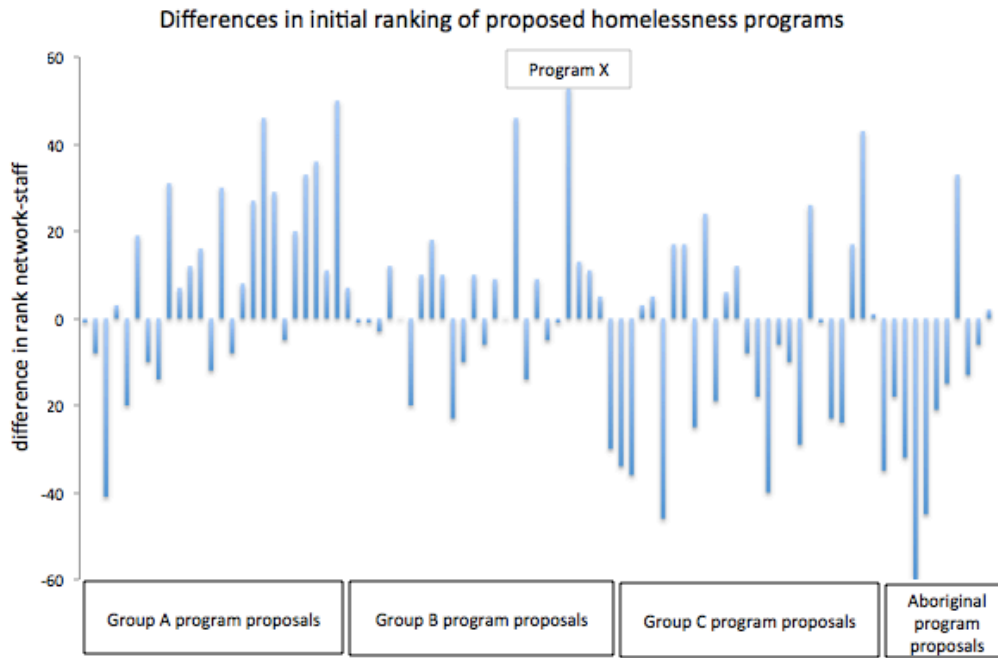 Differences in initial ranking of proposed homelessness programs
60
Program X
40
20
0
20
-40
-60
difference in rank network-staff
Group A program proposals
Group B program proposals
Group C program proposals
Aboriginal
program
proposals